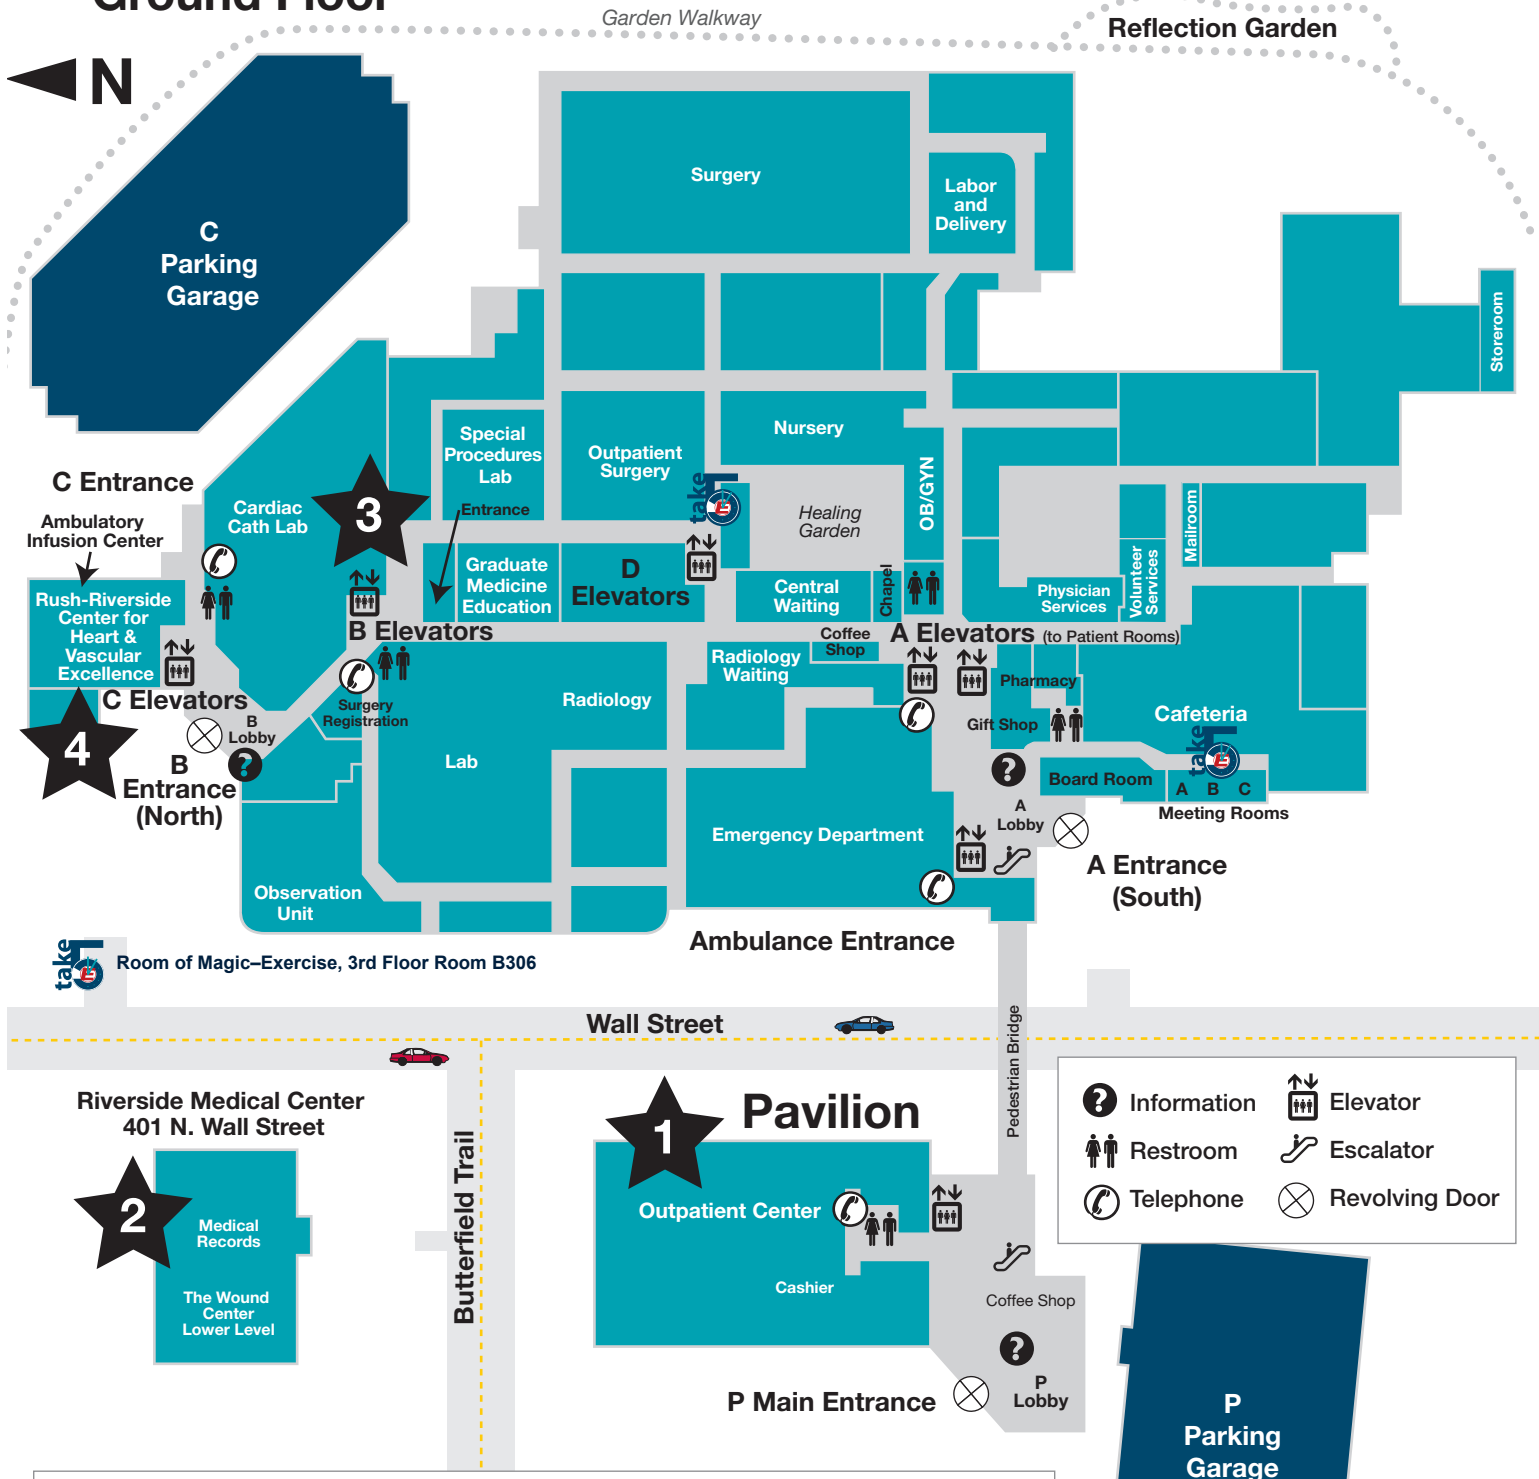 Ground Floor
Garden Walkway
Reflection Garden
N
C
Parking
Garage
Surgery
Labor
and
Delivery
Storeroom
Special
Procedures
Lab
Entrance
Outpatient
Surgery
Nursery
take 5
OB/GYN
Healing
Garden
Mailroom
C Entrance
Ambulatory
Infusion Center
Cardiac
Cath Lab
3
Graduate
Medicine
Education
D
Elevators
Central
Waiting
Chapel
Physician
Services
Volunteer
Services
Rush-Riverside
Center for
Heart &
Vascular
Excellence
B Elevators
Coffee
Shop
A Elevators (to Patient Rooms)
Radiology
Waiting
Pharmacy
C Elevators
Surgery
Registration
Radiology
Gift Shop
Cafeteria
take 5
4
B
Lobby
?
B
Entrance
(North)
Lab
?
Board Room
A B C
Meeting Rooms
A
Lobby
Emergency Department
A Entrance
(South)
Observation
Unit
Ambulance Entrance
take 5
Room of Magic–Exercise, 3rd Floor Room B306
Wall Street
Pedestrian Bridge
Riverside Medical Center
401 N. Wall Street
2
Medical
Records
The Wound
Center
Lower Level
Butterfield Trail
1
Pavilion
Outpatient Center
Cashier
Coffee Shop
?
P
Lobby
P Main Entrance
? Information
Elevator
Restroom
Escalator
Telephone
Revolving Door
P
Parking
Garage